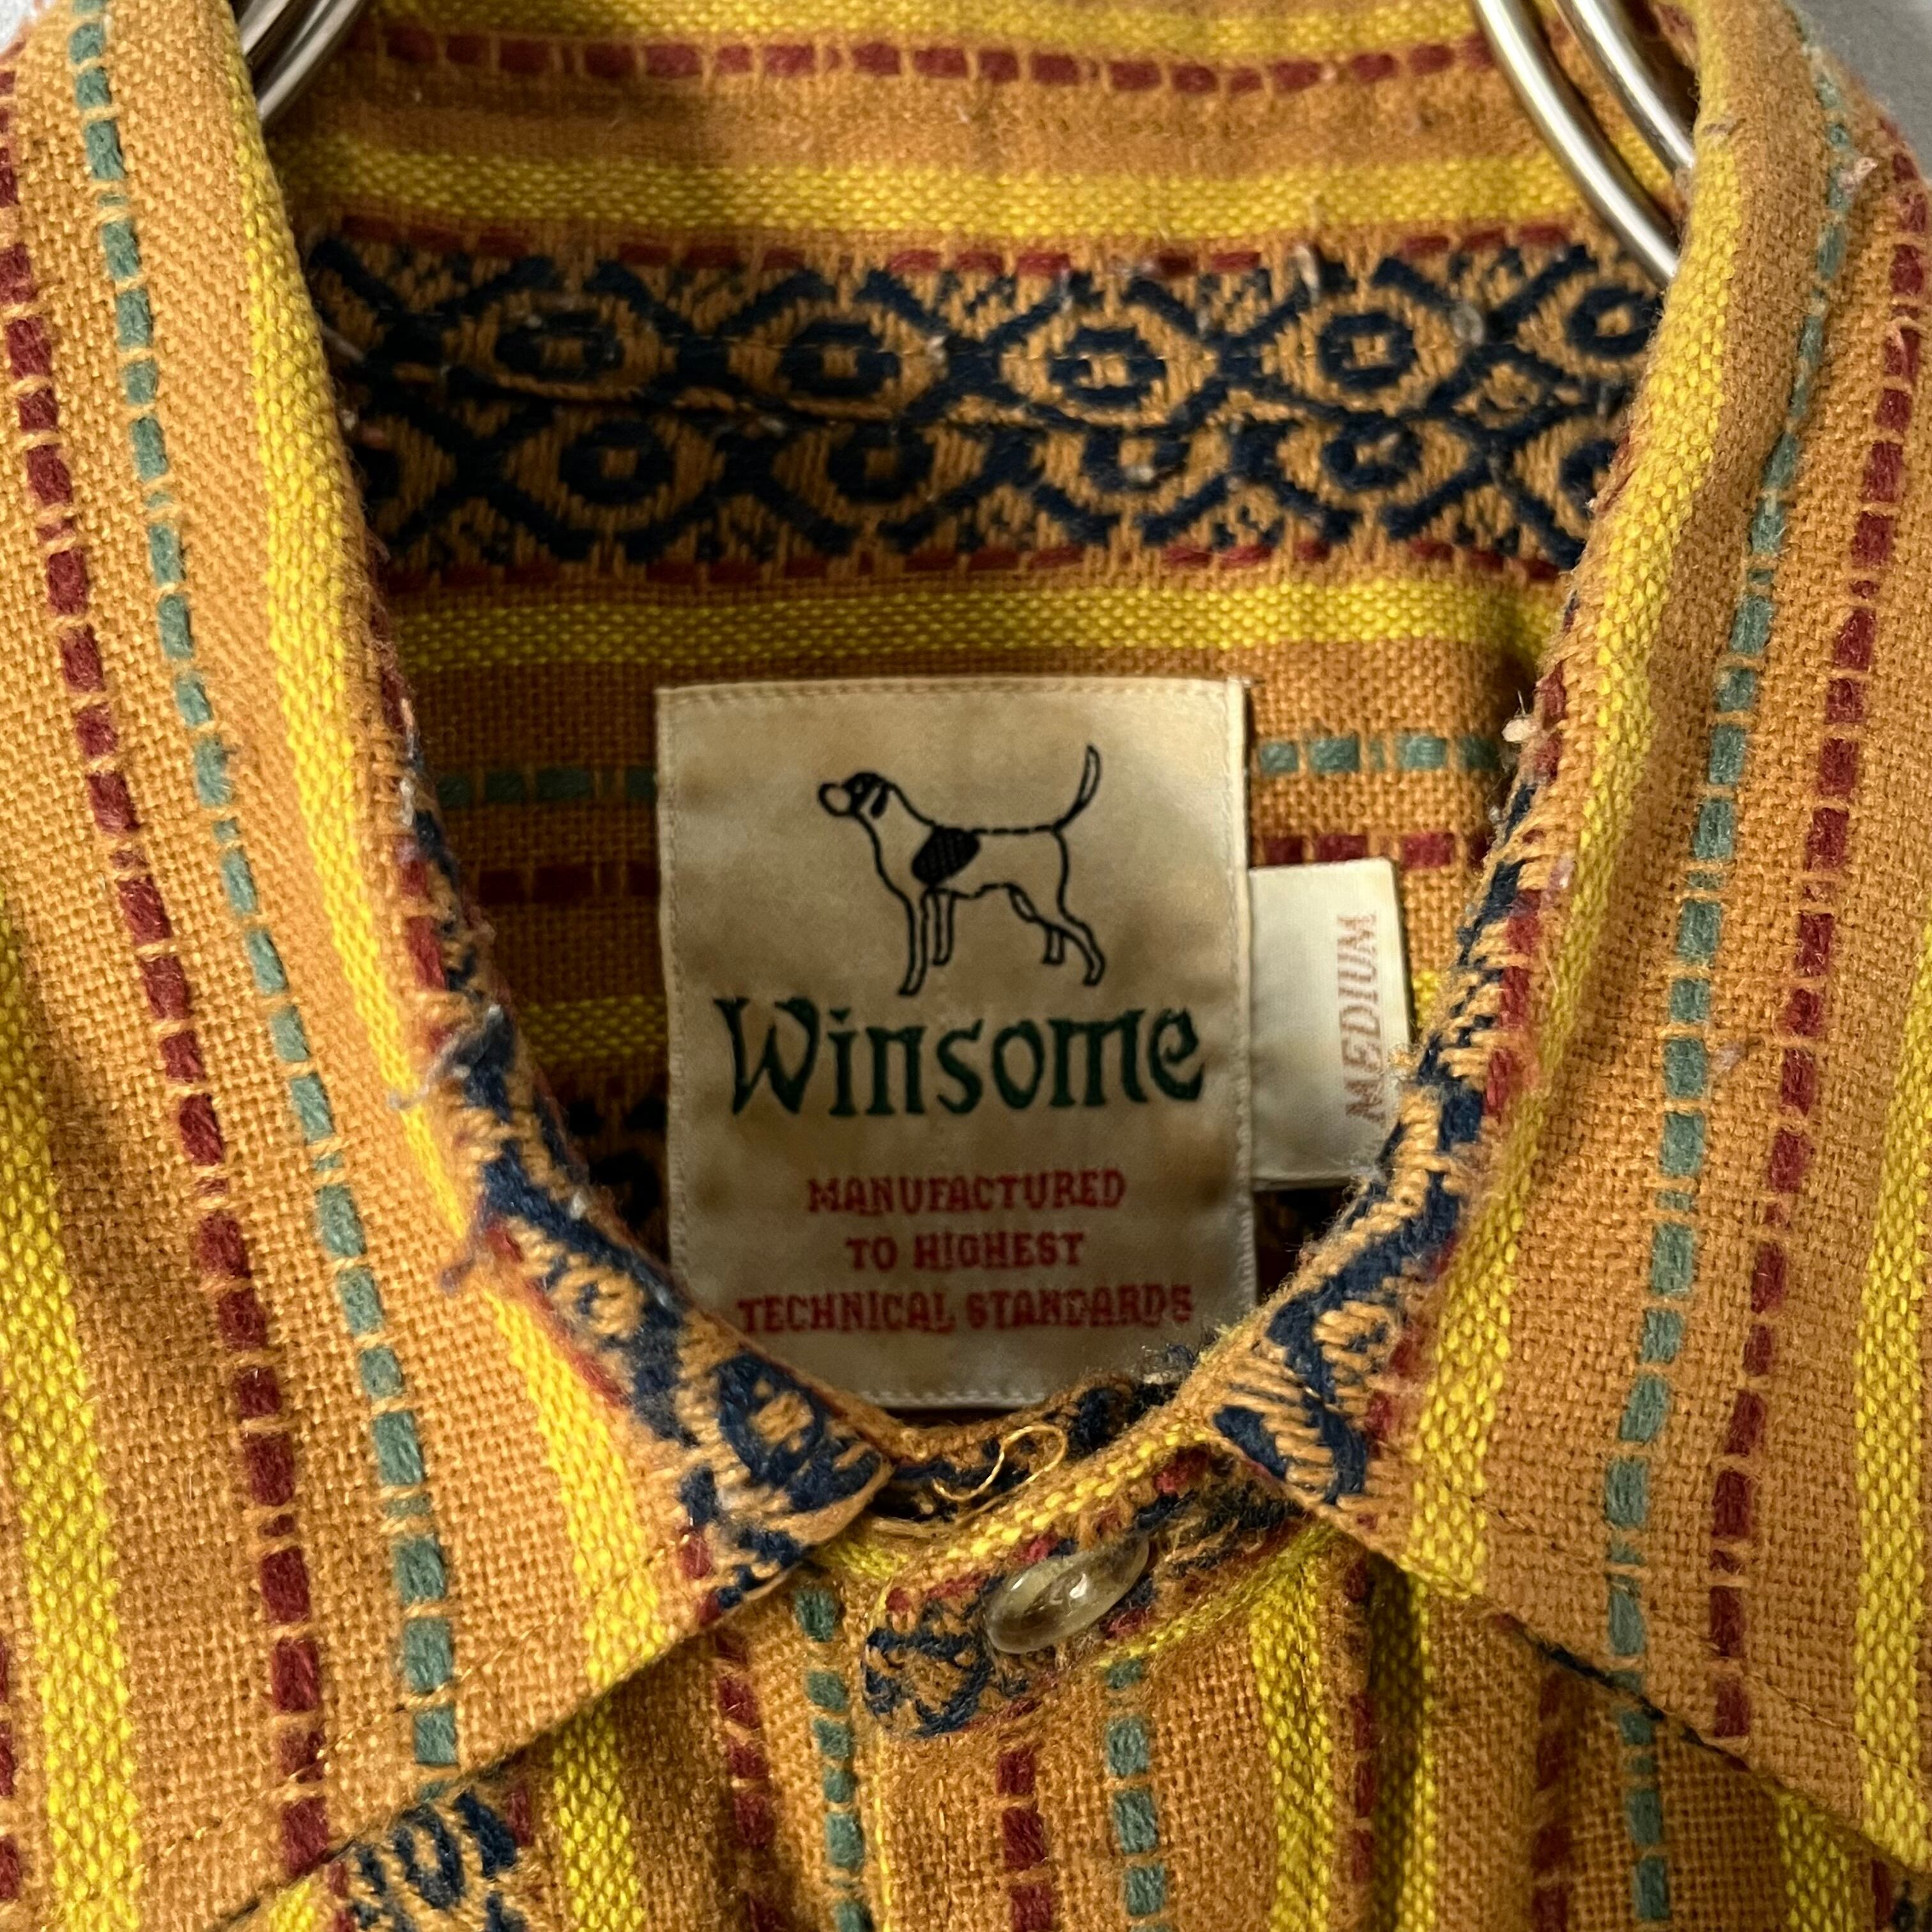 Winsome
MANUFACTURED
TO HIGHEST
TECHNICAL STANDARDS
MEDIUM